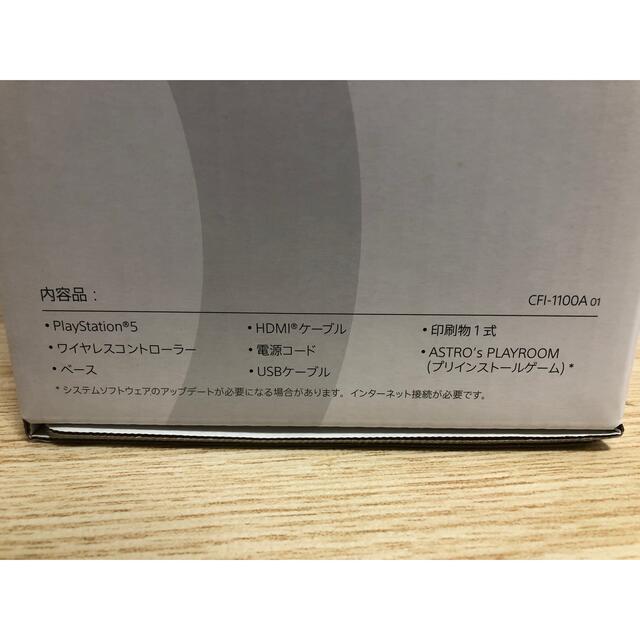 内容品：
CFI-1100A 01
• PlayStation®5
• HDMI®ケーブル
• 印刷物1式
• ワイヤレスコントローラー
• 電源コード
• ASTRO's PLAYROOM
(プリインストールゲーム) *
• ベース
• USBケーブル
* システムソフトウェアのアップデートが必要になる場合があります。インターネット接続が必要です。